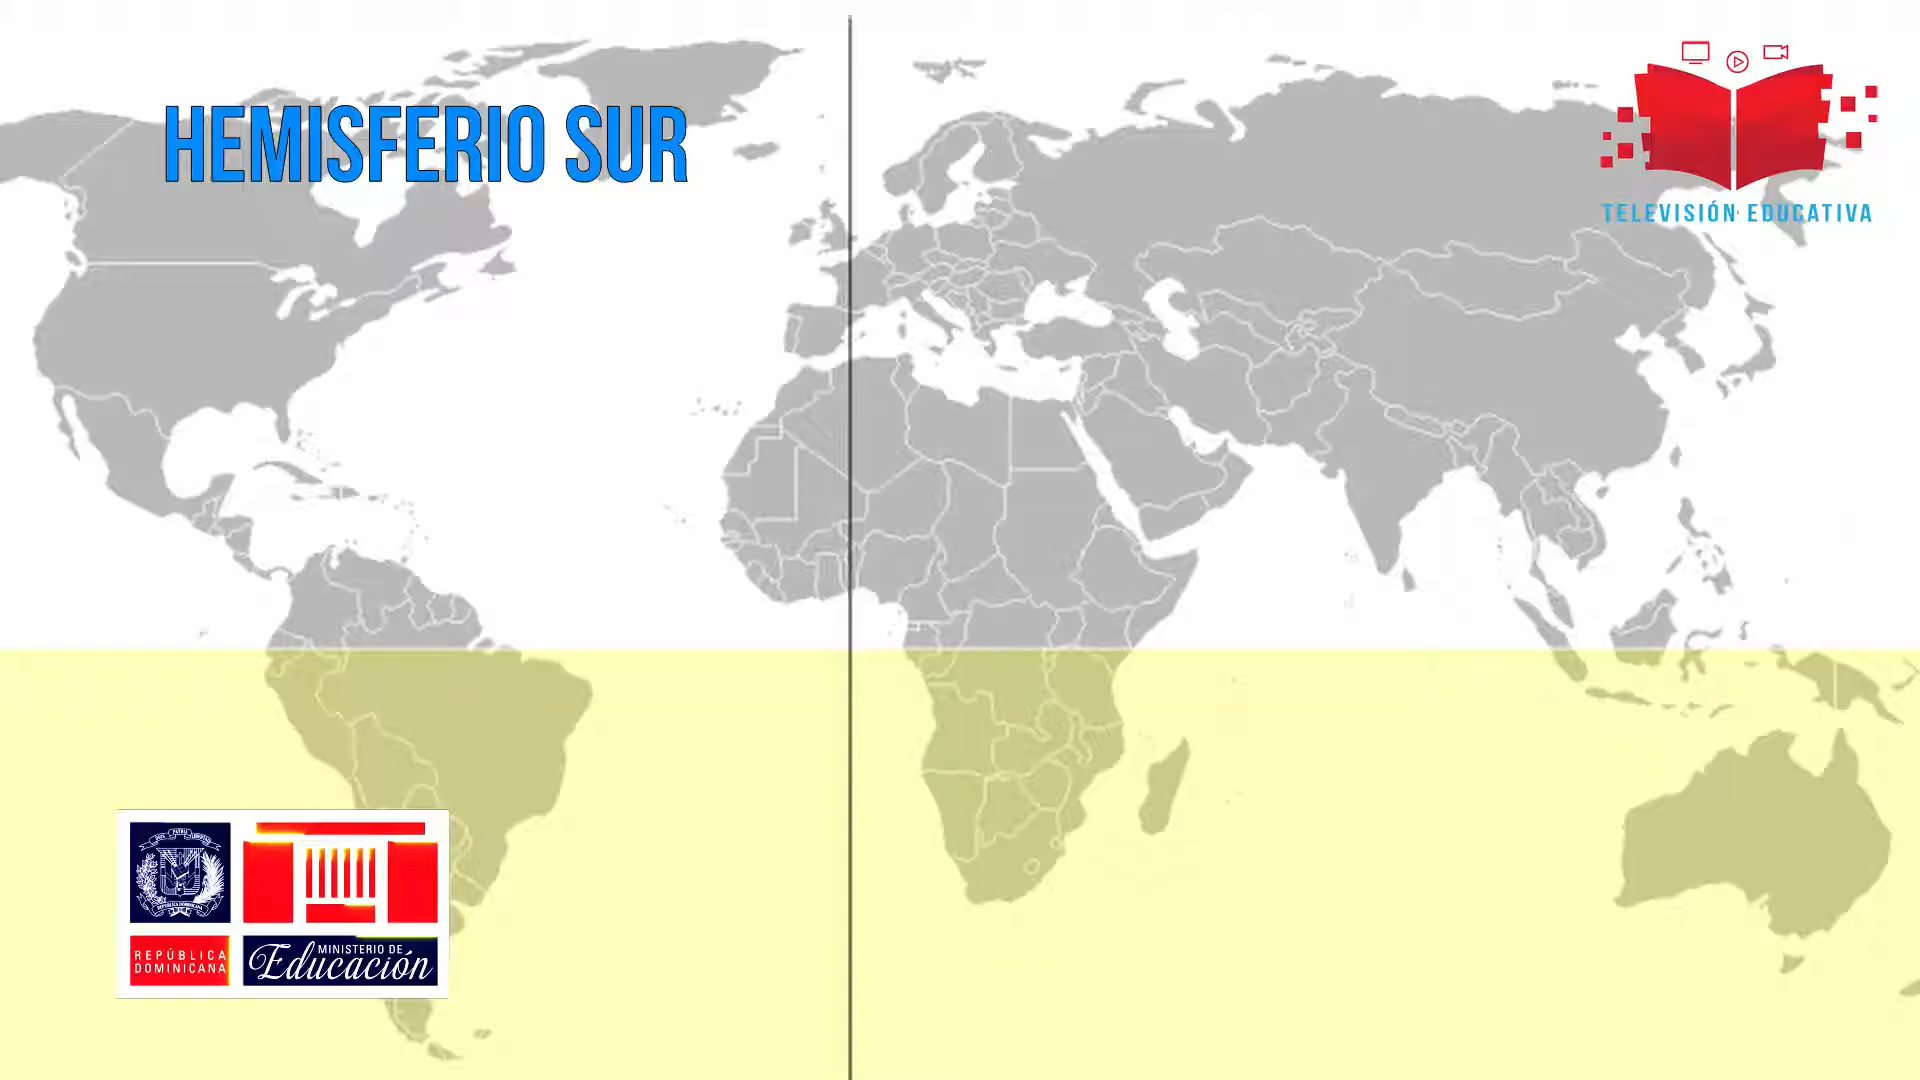 HEMISFERIO SUR
TELEVISIÓN EDUCATIVA
REPÚBLICA
DOMINICANA
MINISTERIO DE
Educación